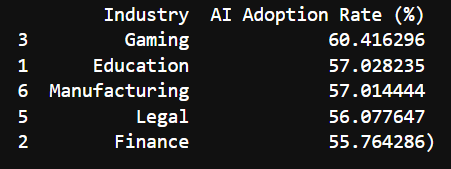 Industry AI Adoption Rate (%)
3 Gaming 60.416296
1 Education 57.028235
6 Manufacturing 57.014444
5 Legal 56.077647
2 Finance 55.764286)